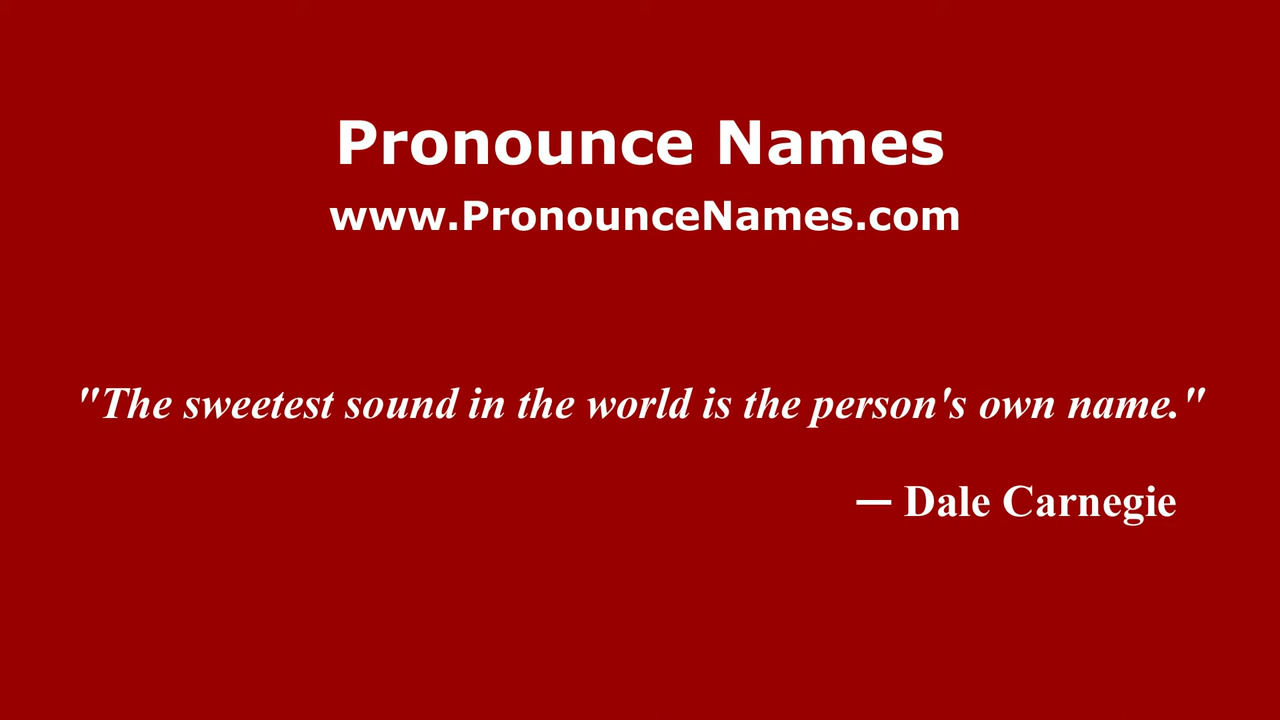 Pronounce Names
www.PronounceNames.com
"The sweetest sound in the world is the person's own name."
— Dale Carnegie